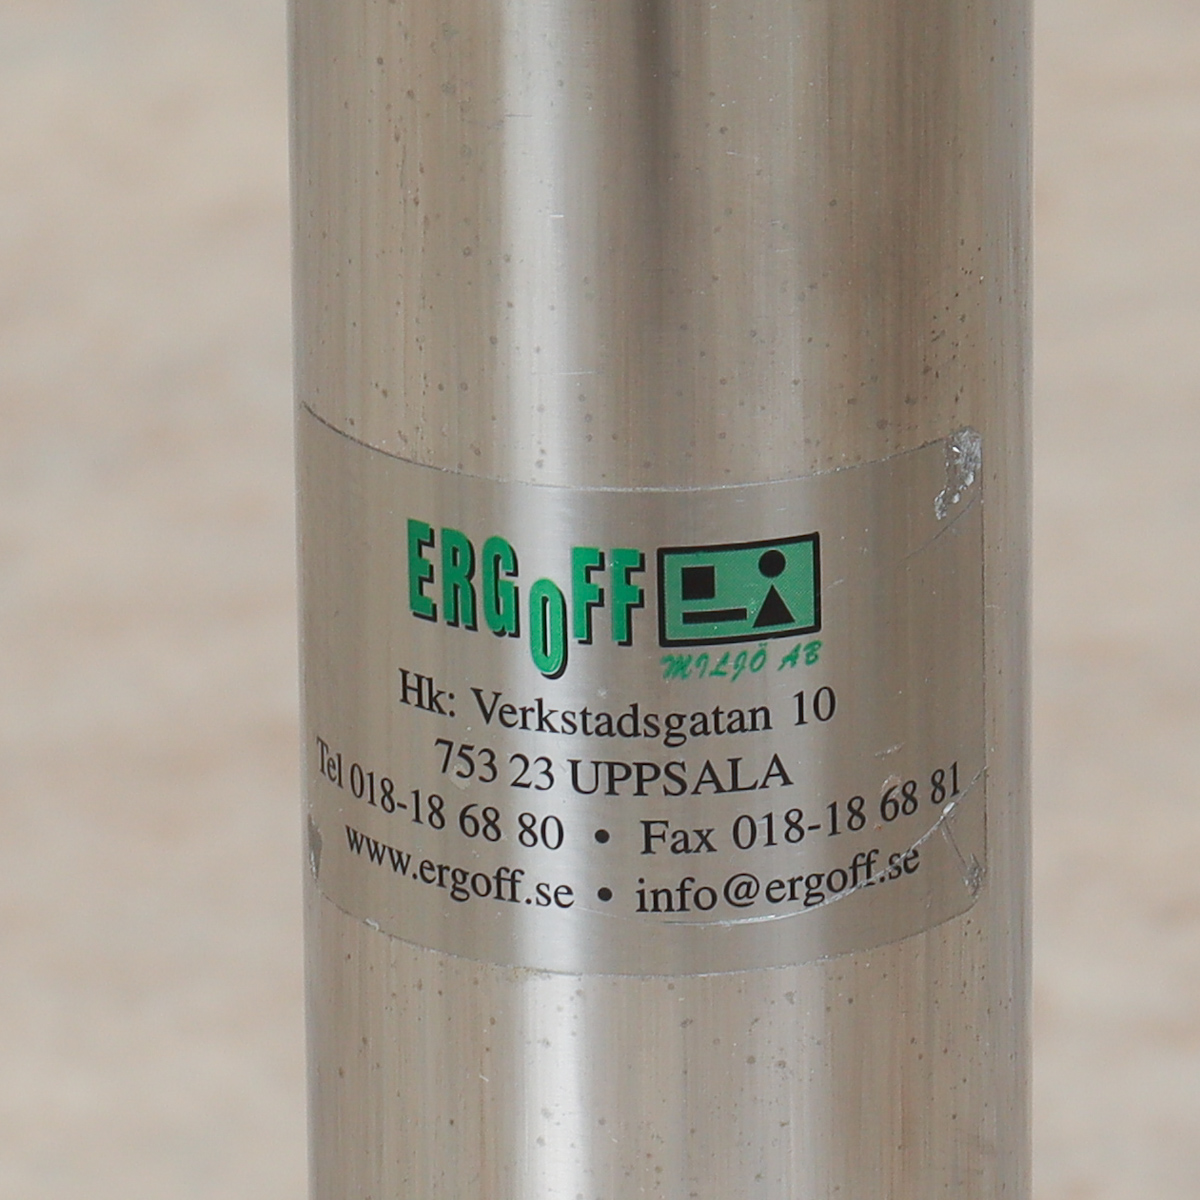 ERGOFF
MILJÖ AB
Hk: Verkstadsgatan 10
753 23 UPPSALA
Tel 018-18 68 80 • Fax 018-18 68 81
www.ergoff.se • info@ergoff.se